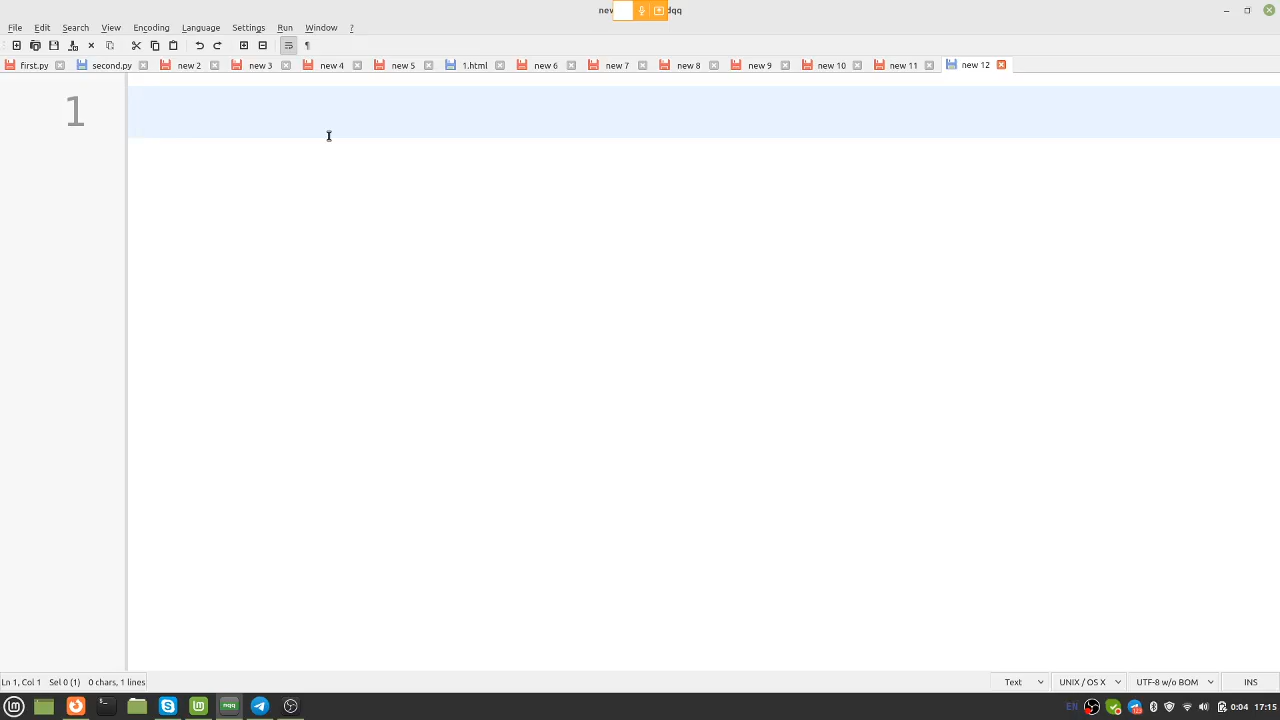 dqq
File Edit Search View Encoding Language Settings Run Window ?
first.py second.py new 2 new 3 new 4 new 5 1.html new 6 new 7 new 8 new 9 new 10 new 11 new 12
1
Ln 1, Col 1 Sel 0 (1) 0 chars, 1 lines Text UNIX / OS X UTF-8 w/o BOM INS
nqq EN 0:04 17:15